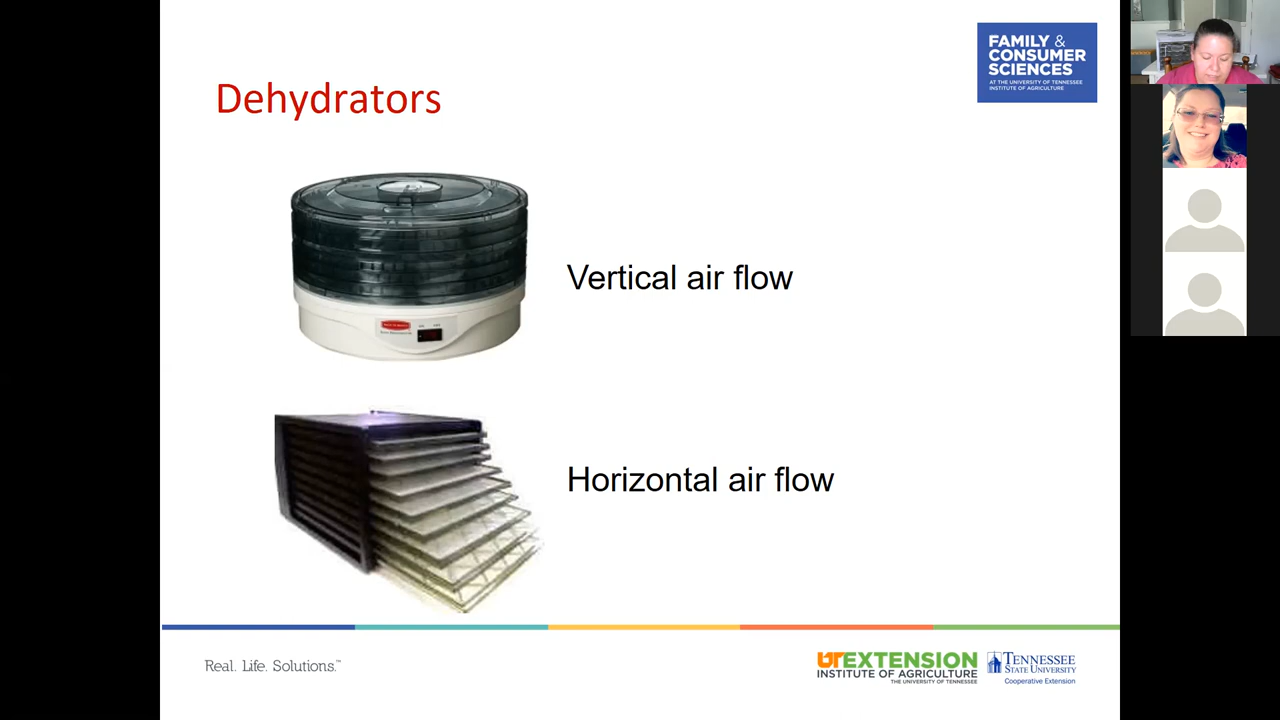 FAMILY &
CONSUMER
SCIENCES
AT THE UNIVERSITY OF TENNESSEE
INSTITUTE OF AGRICULTURE
Dehydrators
Vertical air flow
Horizontal air flow
Real. Life. Solutions.™
UTEXTENSION
INSTITUTE OF AGRICULTURE
THE UNIVERSITY OF TENNESSEE
TENNESSEE
STATE UNIVERSITY
Cooperative Extension